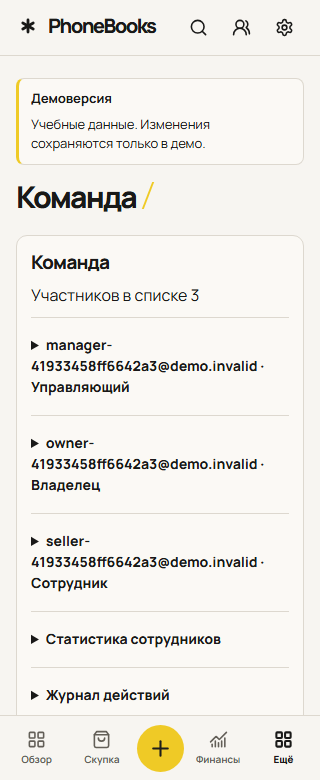 PhoneBooks
Демоверсия
Учебные данные. Изменения
сохраняются только в демо.
Команда
Команда
Участников в списке 3
manager-
41933458ff6642a3@demo.invalid ·
Управляющий
owner-
41933458ff6642a3@demo.invalid ·
Владелец
seller-
41933458ff6642a3@demo.invalid ·
Сотрудник
Статистика сотрудников
Журнал действий
Обзор
Скупка
Финансы
Ещё